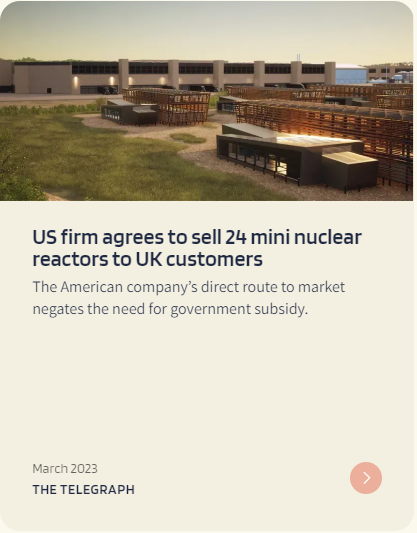 US firm agrees to sell 24 mini nuclear
reactors to UK customers
The American company’s direct route to market
negates the need for government subsidy.
March 2023
THE TELEGRAPH